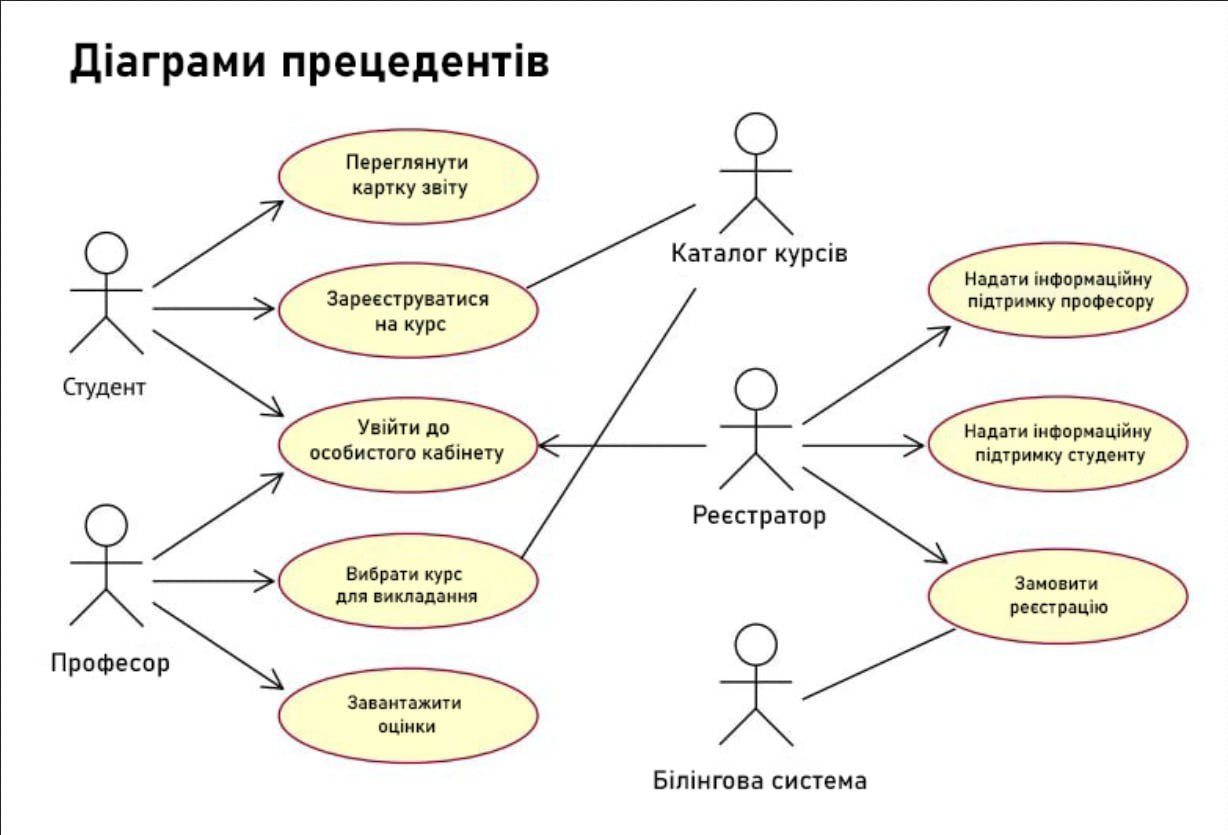 Діаграми прецедентів
Переглянути
картку звіту
Каталог курсів
Зареєструватися
на курс
Студент
Надати інформаційну
підтримку професору
Увійти до
особистого кабінету
Надати інформаційну
підтримку студенту
Реєстратор
Вибрати курс
для викладання
Замовити
реєстрацію
Професор
Завантажити
оцінки
Білінгова система